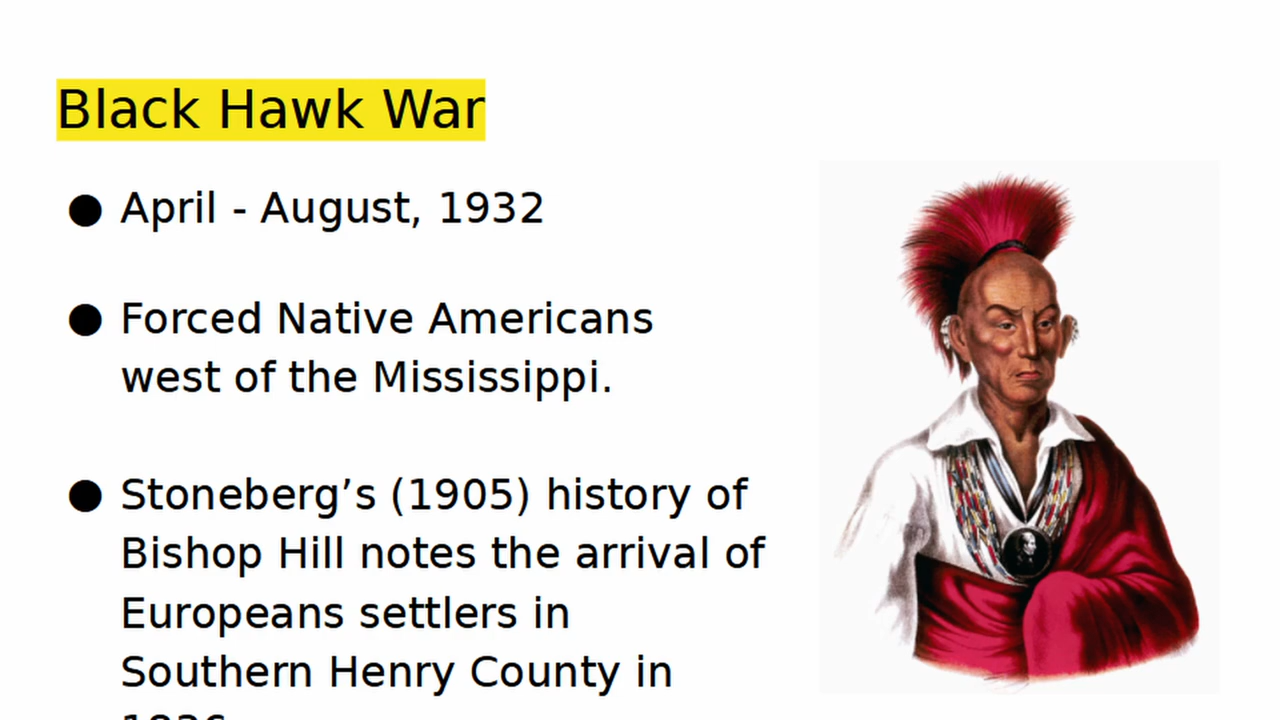 Black Hawk War
● April - August, 1932
● Forced Native Americans
west of the Mississippi.
● Stoneberg’s (1905) history of
Bishop Hill notes the arrival of
Europeans settlers in
Southern Henry County in